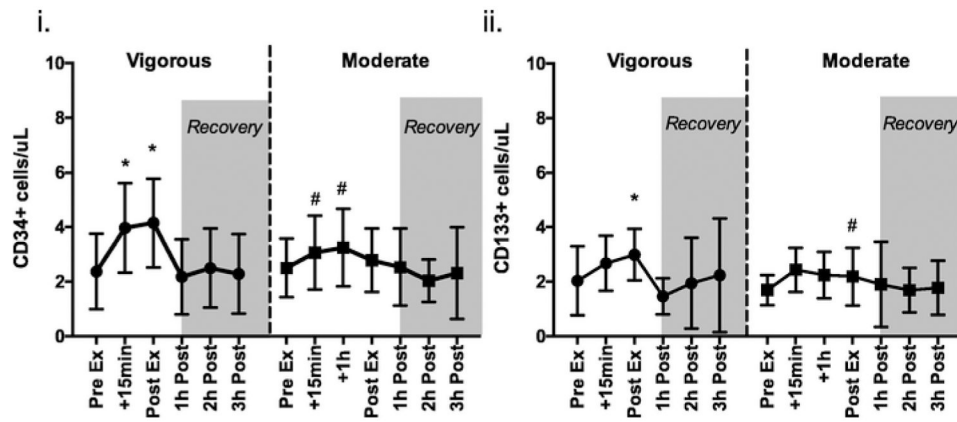 i.
Vigorous
Moderate
10
8
6
4
2
0
CD34+ cells/uL
Recovery
Recovery
*
*
#
#
Pre Ex
+15min
Post Ex
1h Post
2h Post
3h Post
Pre Ex
+15min
+1h
Post Ex
1h Post
2h Post
3h Post
ii.
Vigorous
Moderate
10
8
6
4
2
0
CD133+ cells/uL
Recovery
Recovery
*
#
Pre Ex
+15min
Post Ex
1h Post
2h Post
3h Post
Pre Ex
+15min
+1h
Post Ex
1h Post
2h Post
3h Post